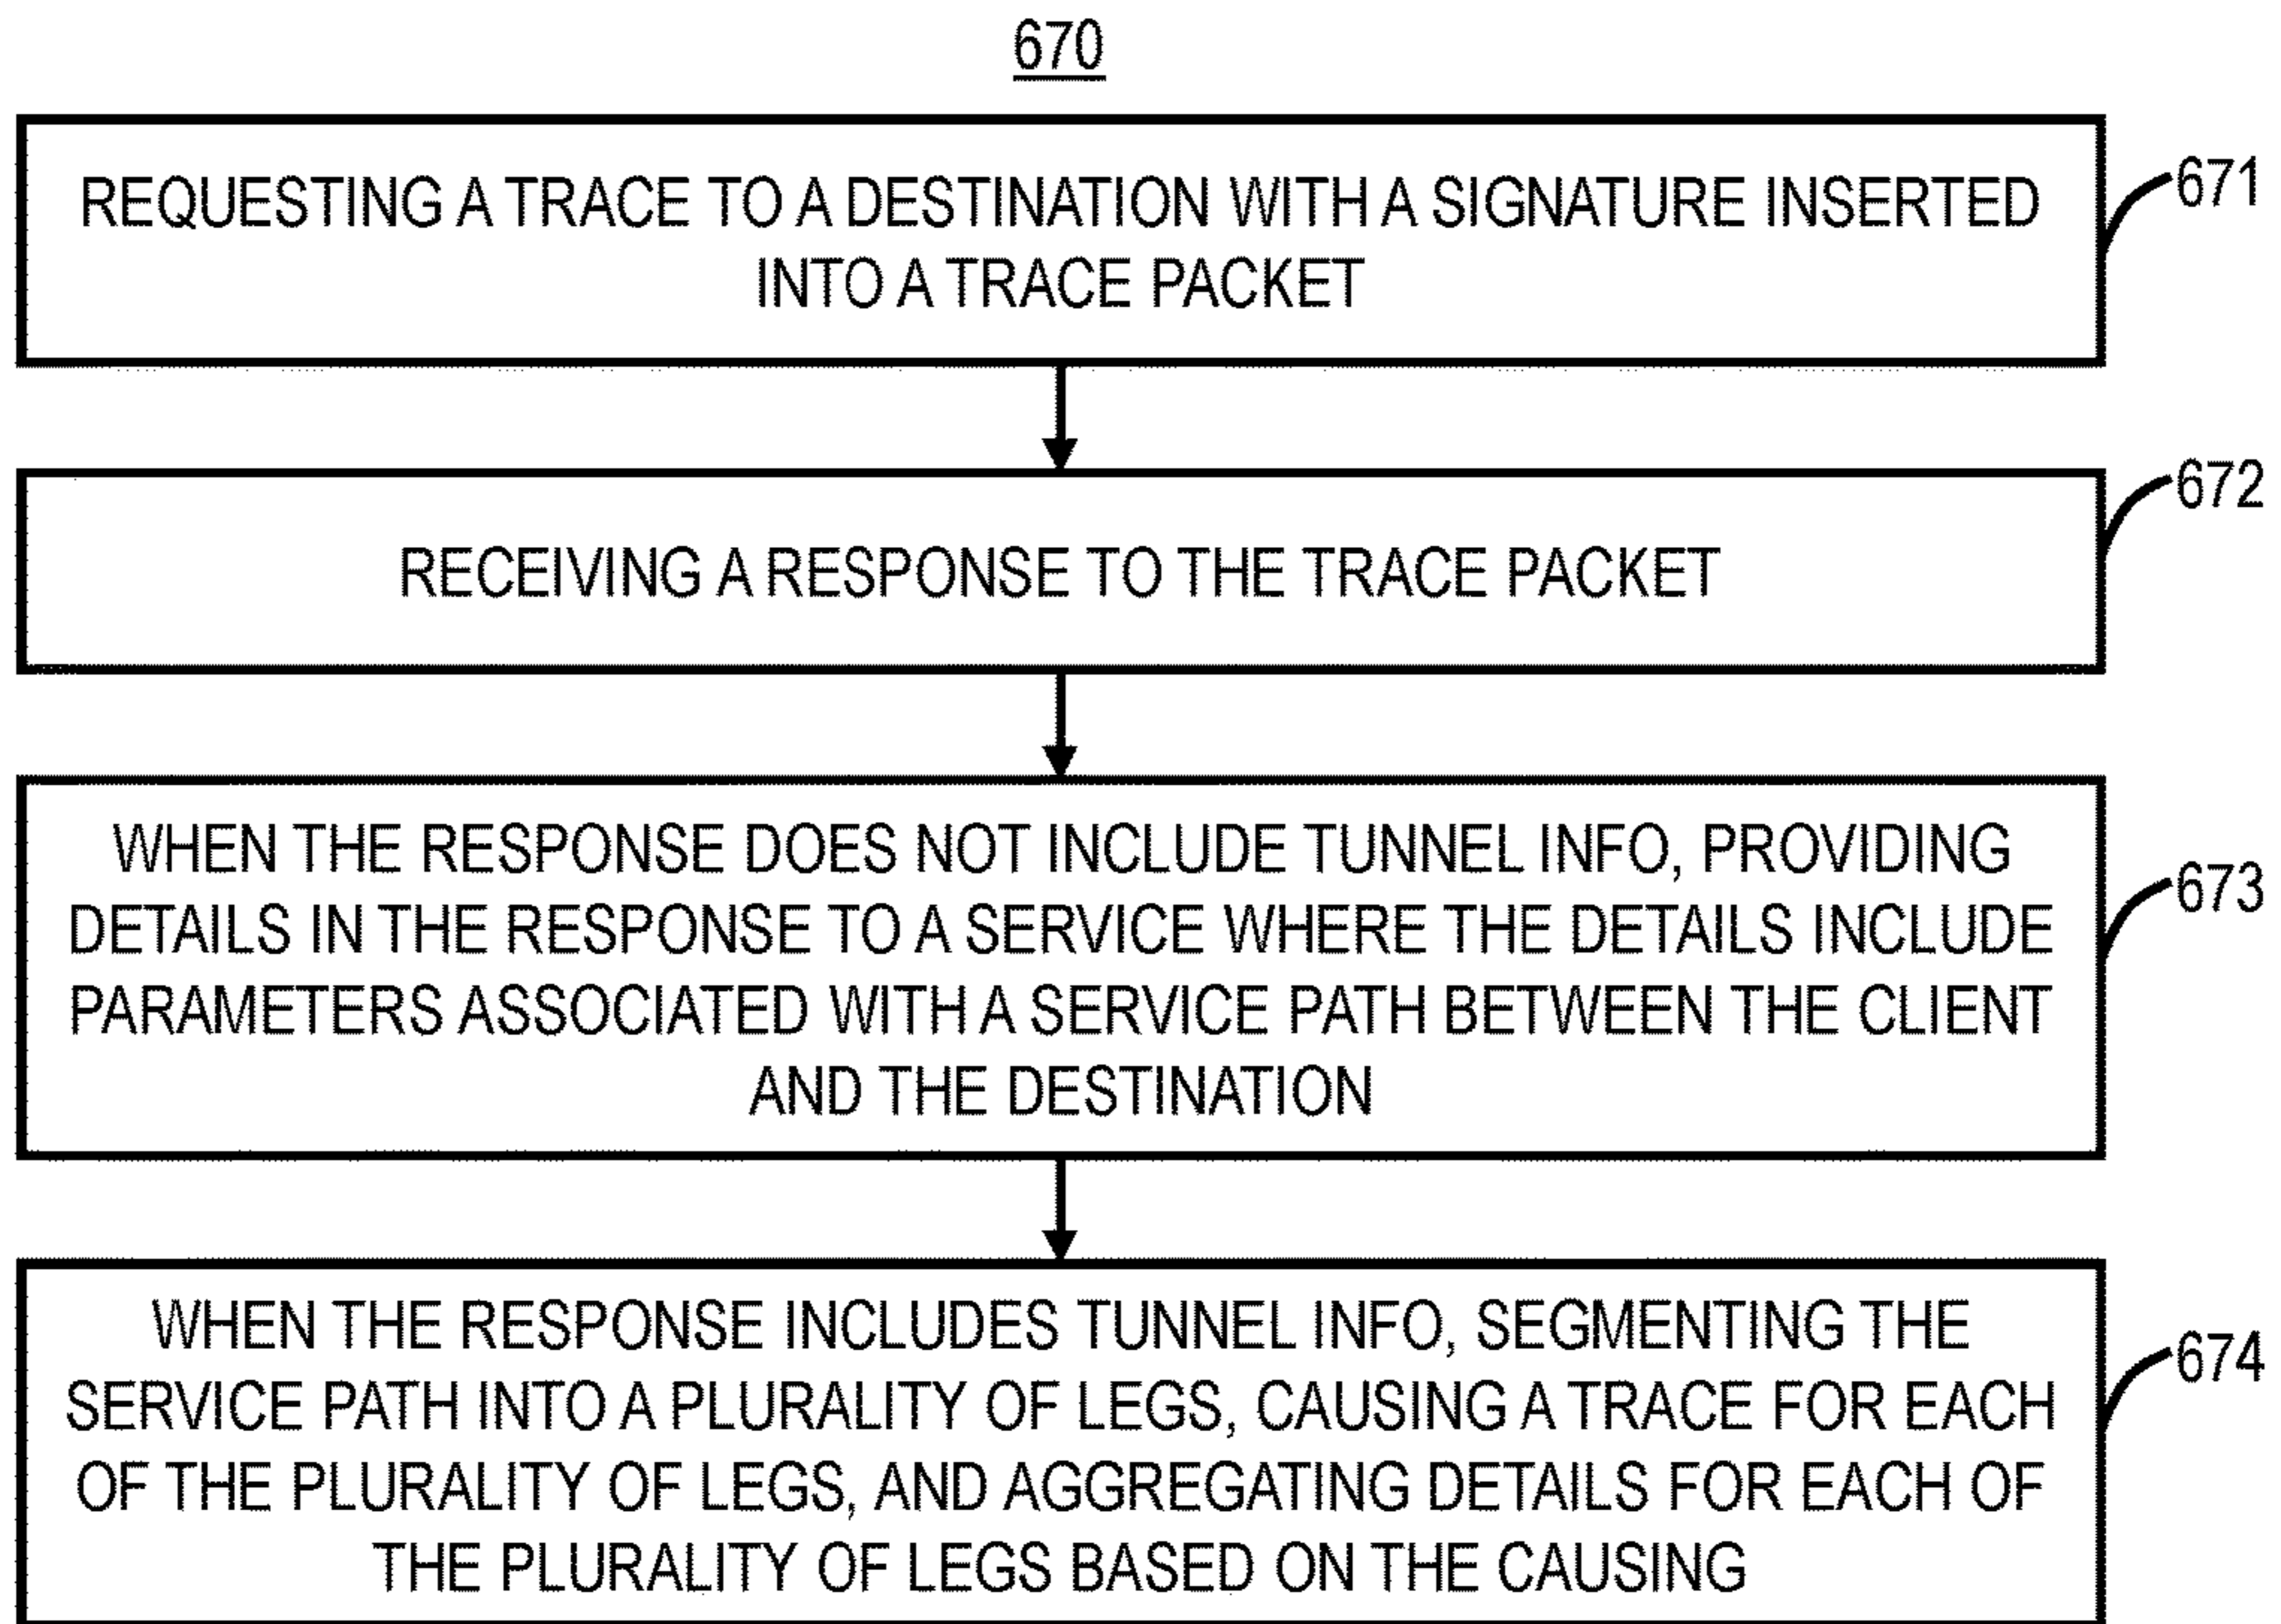 670
REQUESTING A TRACE TO A DESTINATION WITH A SIGNATURE INSERTED
INTO A TRACE PACKET
671
RECEIVING A RESPONSE TO THE TRACE PACKET
672
WHEN THE RESPONSE DOES NOT INCLUDE TUNNEL INFO, PROVIDING
DETAILS IN THE RESPONSE TO A SERVICE WHERE THE DETAILS INCLUDE
PARAMETERS ASSOCIATED WITH A SERVICE PATH BETWEEN THE CLIENT
AND THE DESTINATION
673
WHEN THE RESPONSE INCLUDES TUNNEL INFO, SEGMENTING THE
SERVICE PATH INTO A PLURALITY OF LEGS, CAUSING A TRACE FOR EACH
OF THE PLURALITY OF LEGS, AND AGGREGATING DETAILS FOR EACH OF
THE PLURALITY OF LEGS BASED ON THE CAUSING
674